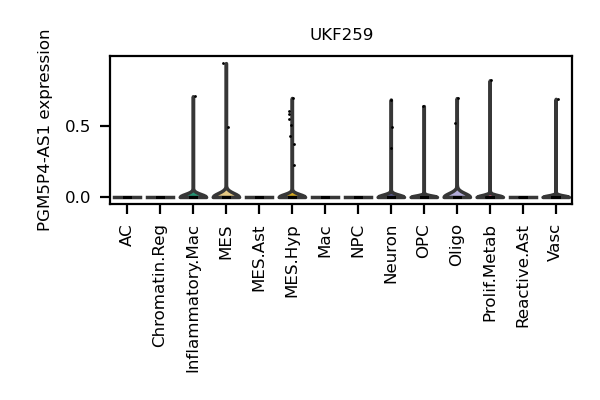 UKF259
PGM5P4-AS1 expression
0.5
0.0
AC
Chromatin.Reg
Inflammatory.Mac
MES
MES.Ast
MES.Hyp
Mac
NPC
Neuron
OPC
Oligo
Prolif.Metab
Reactive.Ast
Vasc